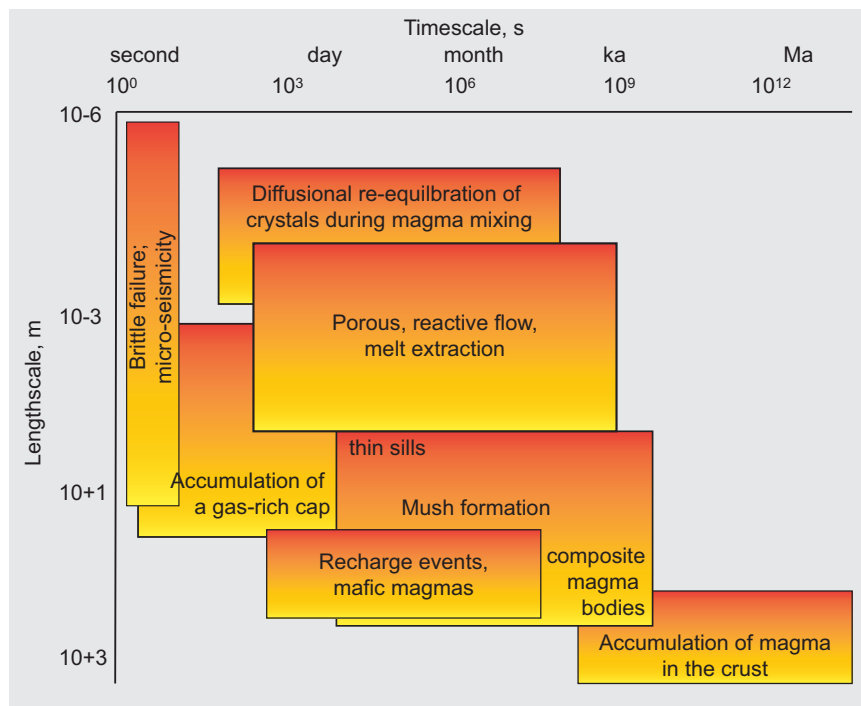 Timescale, s
second day month ka Ma
10⁰ 10³ 10⁶ 10⁹ 10¹²
Lengthscale, m
10-6
10-3
10+1
10+3
Brittle failure;
micro-seismicity
Diffusional re-equilbration of
crystals during magma mixing
Porous, reactive flow,
melt extraction
Accumulation of
a gas-rich cap
thin sills
Mush formation
composite
magma
bodies
Recharge events,
mafic magmas
Accumulation of magma
in the crust